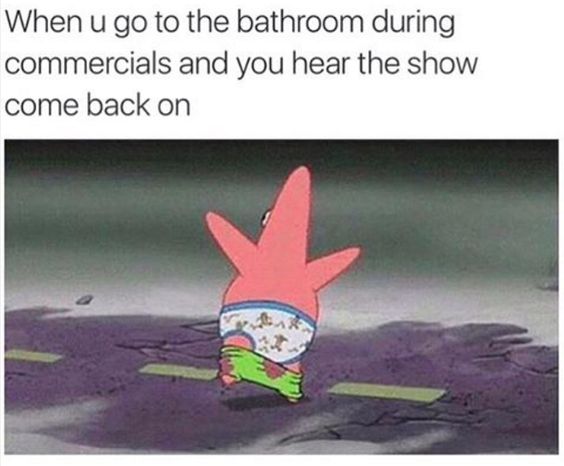 When u go to the bathroom during
commercials and you hear the show
come back on